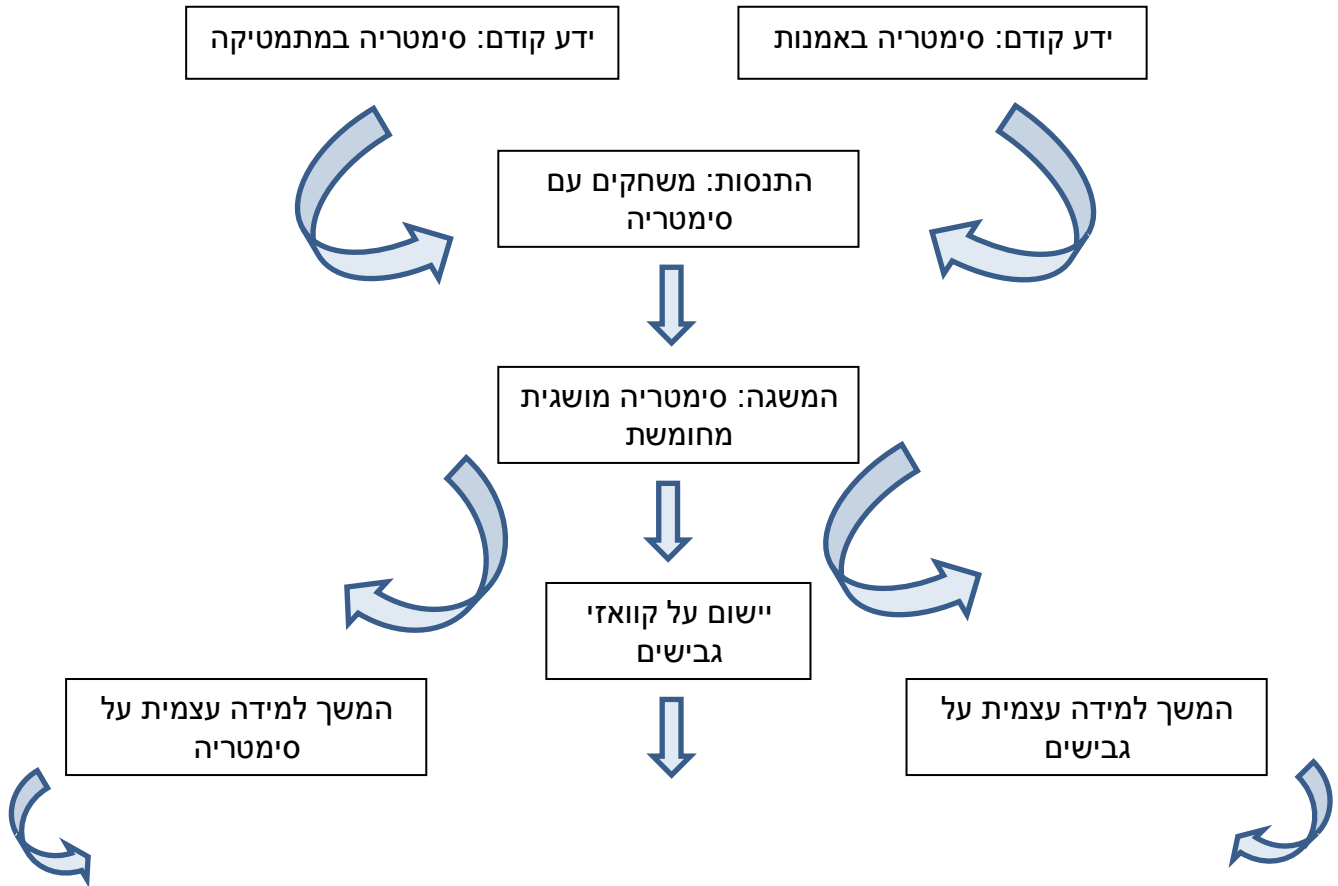 ידע קודם: סימטריה באמנות
ידע קודם: סימטריה במתמטיקה
התנסות: משחקים עם
סימטריה
המשגה: סימטריה מושגית
מחומשת
יישום על קוואזי
גבישים
המשך למידה עצמית על
גבישים
המשך למידה עצמית על
סימטריה